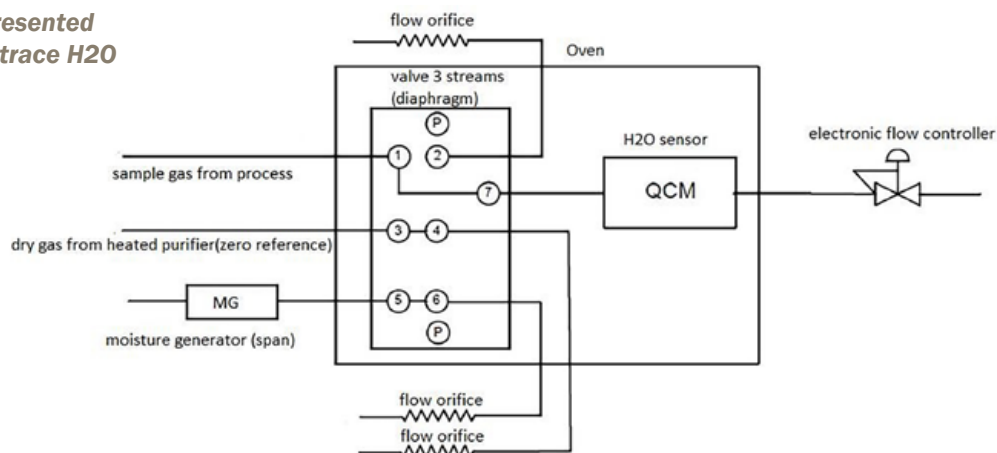 resented
trace H2O
flow orifice
Oven
valve 3 streams
(diaphragm)
P
H2O sensor
electronic flow controller
1
2
sample gas from process
7
QCM
3
4
dry gas from heated purifier(zero reference)
MG
5
6
P
moisture generator (span)
flow orifice
flow orifice